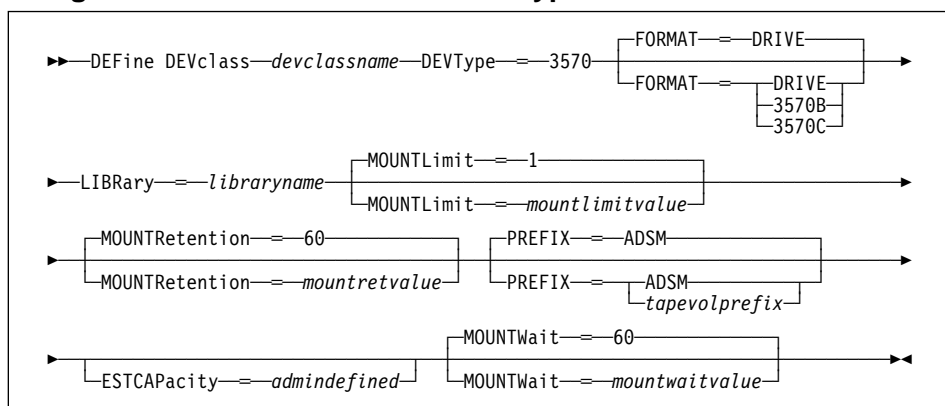 FORMAT = DRIVE
DEFine DEVclass devclassname DEVType = 3570
FORMAT = DRIVE
3570B
3570C
MOUNTLimit = 1
LIBRary = libraryname
MOUNTLimit = mountlimitvalue
MOUNTRetention = 60 PREFIX = ADSM
MOUNTRetention = mountretvalue PREFIX = ADSM
tapevolprefix
MOUNTWait = 60
ESTCAPacity = admindefined MOUNTWait = mountwaitvalue